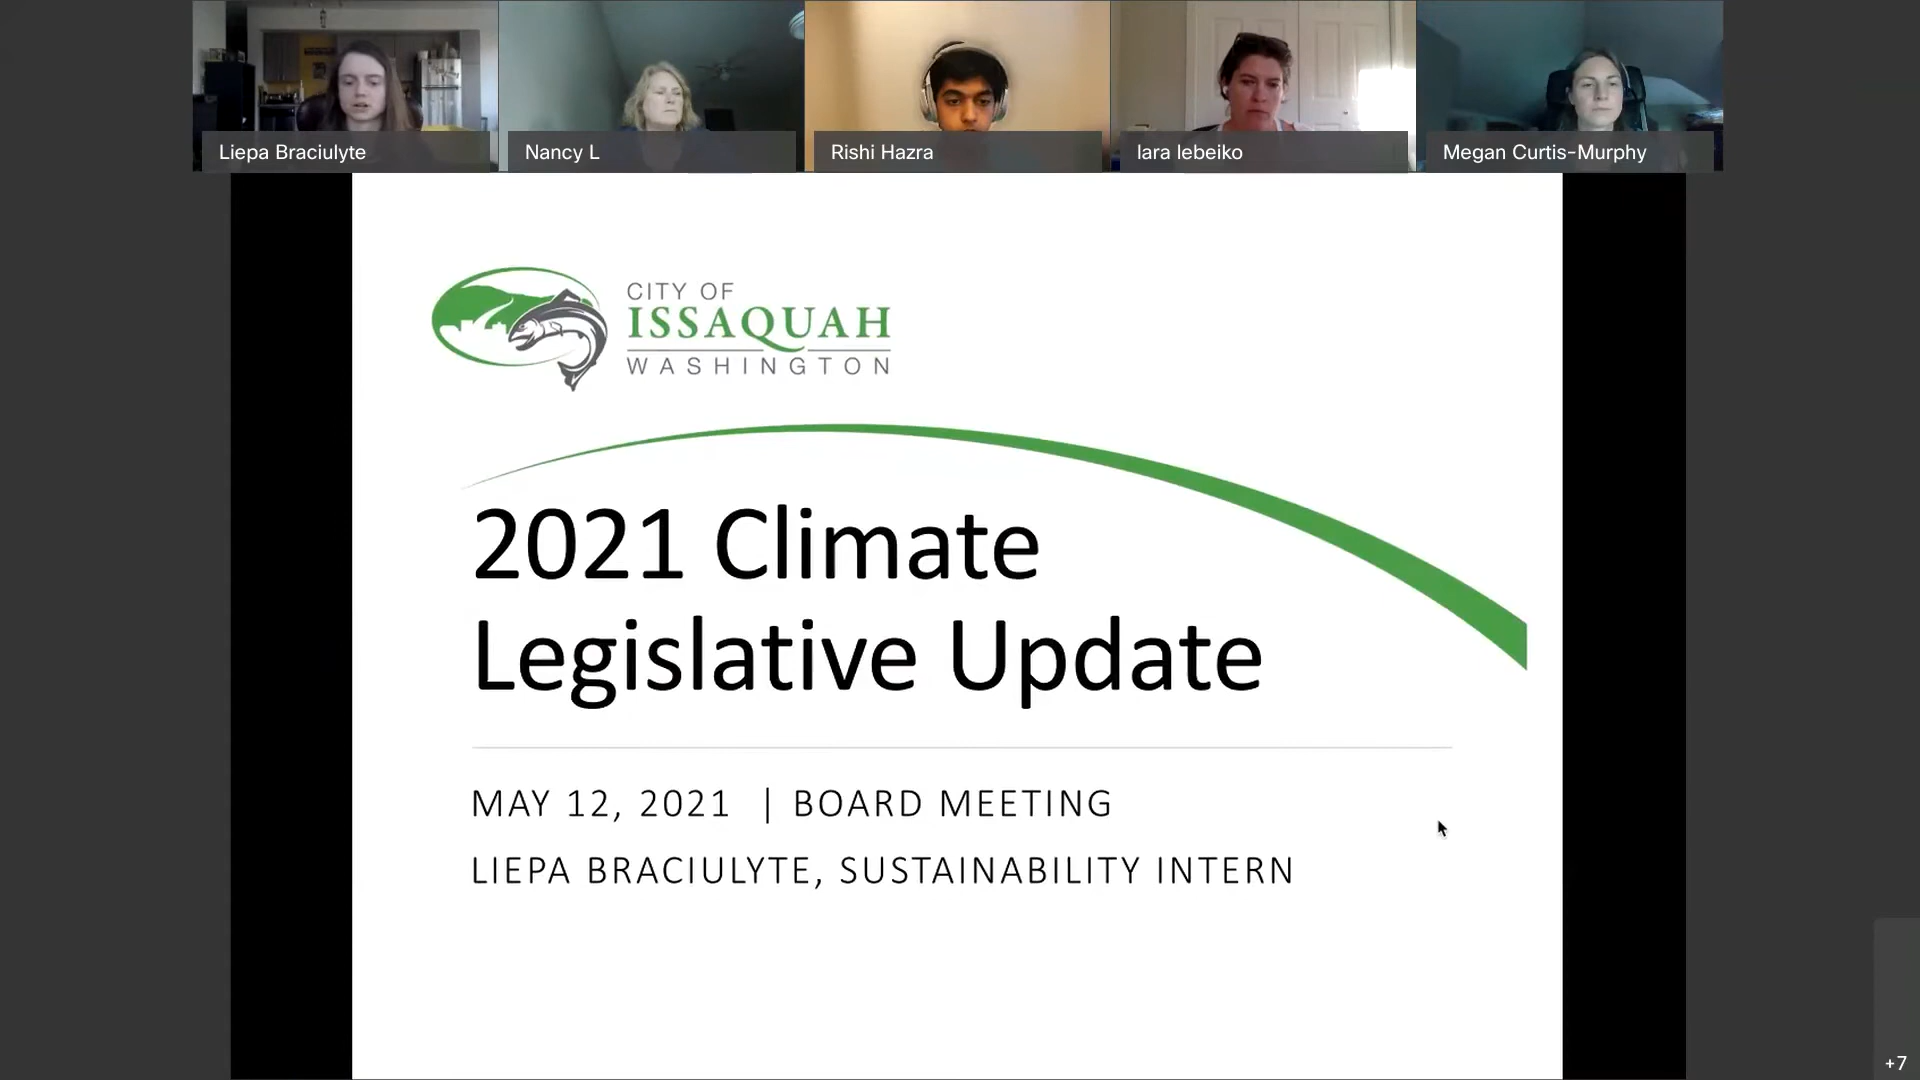 Liepa Braciulyte
Nancy L
Rishi Hazra
lara lebeiko
Megan Curtis-Murphy
CITY OF
ISSAQUAH
WASHINGTON
2021 Climate
Legislative Update
MAY 12, 2021 | BOARD MEETING
LIEPA BRACIULYTE, SUSTAINABILITY INTERN
+7